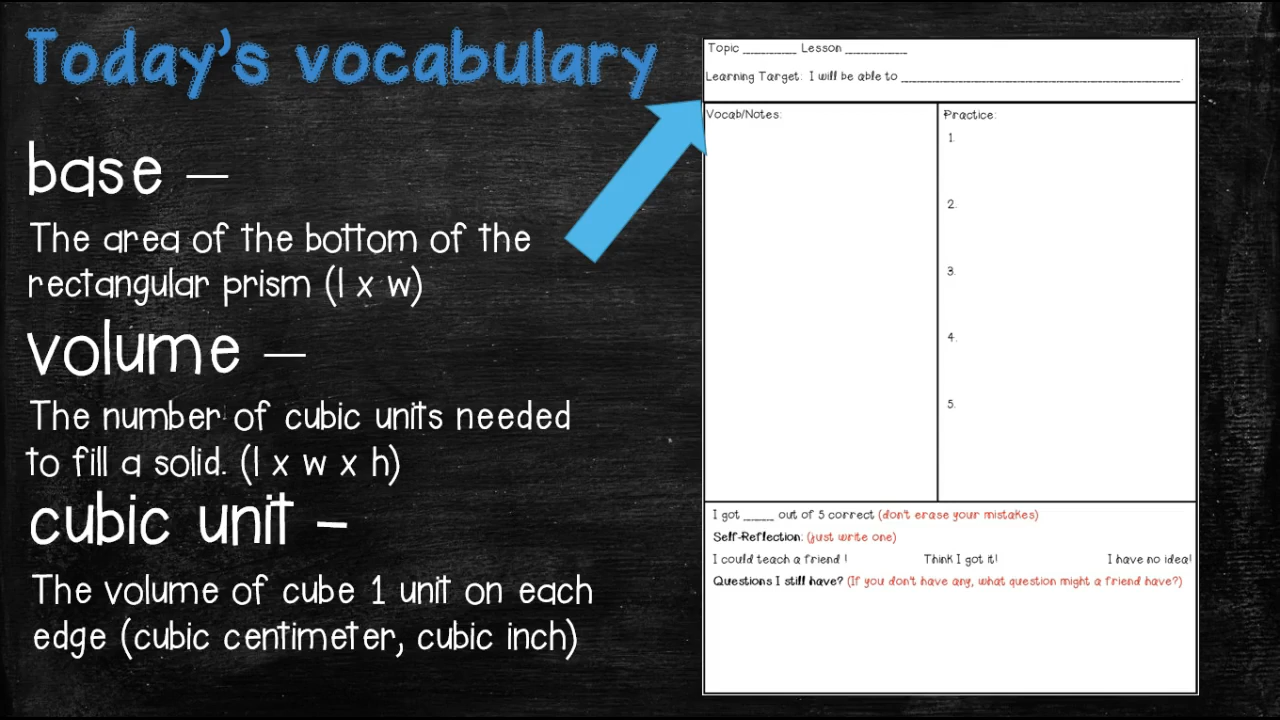 Today's vocabulary
base —
The area of the bottom of the
rectangular prism (l x w)
volume —
The number of cubic units needed
to fill a solid. (l x w x h)
cubic unit –
The volume of cube 1 unit on each
edge (cubic centimeter, cubic inch)
Topic ________ Lesson __________
Learning Target: I will be able to ______________________________________________.
Vocab/Notes:
Practice:
1.
2.
3.
4.
5.
I got _____ out of 5 correct (don't erase your mistakes)
Self-Reflection: (just write one)
I could teach a friend ! Think I got it! I have no idea!
Questions I still have? (If you don't have any, what question might a friend have?)